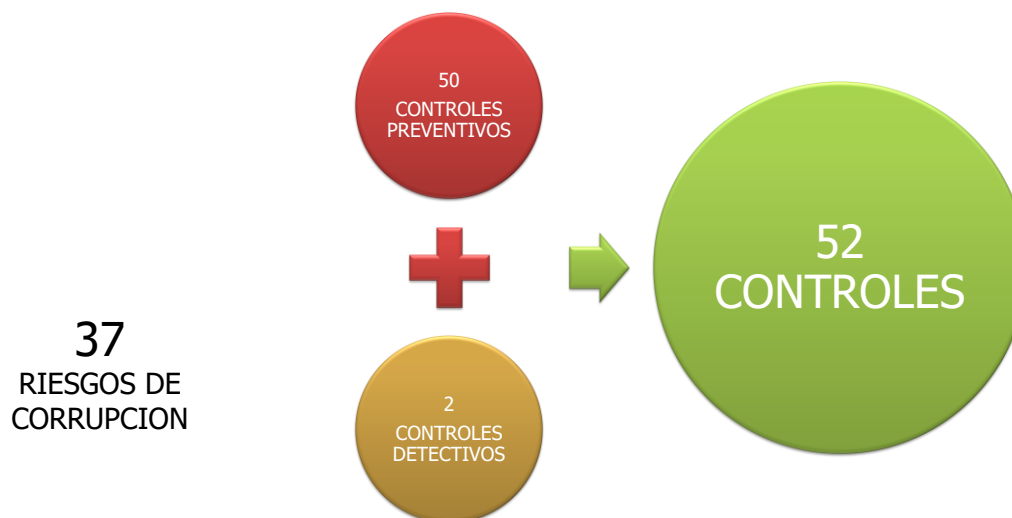 37
RIESGOS DE
CORRUPCION
50
CONTROLES
PREVENTIVOS
2
CONTROLES
DETECTIVOS
52
CONTROLES